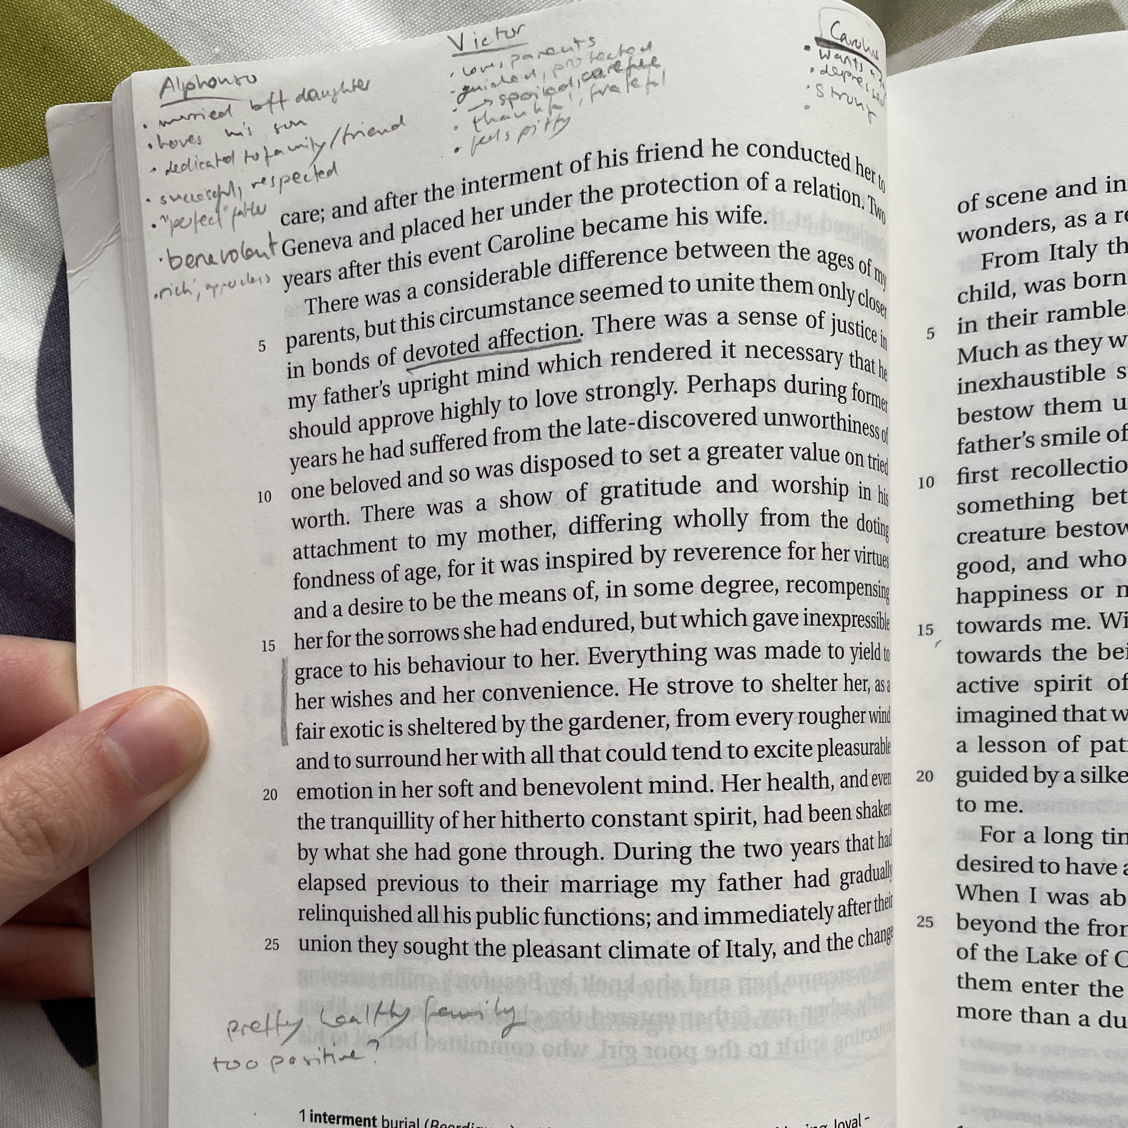 Alphonso
• married bff daughter
• loves his son
• dedicated to family/friend
• successful, respected
• "perfect" father
• benevolent
• rich,
Victor
• loves parents
• guided, protected
→ spoiled, carefree
• thankful, grateful
• feels pitty
Caroline
• wants
•
• strong
•
care; and after the interment of his friend he conducted her to
Geneva and placed her under the protection of a relation. Two
years after this event Caroline became his wife.
There was a considerable difference between the ages of my
parents, but this circumstance seemed to unite them only closer
5
in bonds of devoted affection. There was a sense of justice in
my father's upright mind which rendered it necessary that he
should approve highly to love strongly. Perhaps during former
years he had suffered from the late-discovered unworthiness of
one beloved and so was disposed to set a greater value on tried
10
worth. There was a show of gratitude and worship in his
attachment to my mother, differing wholly from the doting
fondness of age, for it was inspired by reverence for her virtues
and a desire to be the means of, in some degree, recompensing
her for the sorrows she had endured, but which gave inexpressible
15
grace to his behaviour to her. Everything was made to yield to
her wishes and her convenience. He strove to shelter her, as a
fair exotic is sheltered by the gardener, from every rougher wind
and to surround her with all that could tend to excite pleasurable
emotion in her soft and benevolent mind. Her health, and even
20
the tranquillity of her hitherto constant spirit, had been shaken
by what she had gone through. During the two years that had
elapsed previous to their marriage my father had gradually
relinquished all his public functions; and immediately after their
union they sought the pleasant climate of Italy, and the change
25
pretty wealthy family
too positive?
1 interment burial
loyal -
of scene and in
wonders, as a re
From Italy th
child, was born
5 in their ramble
Much as they w
inexhaustible s
bestow them u
father's smile of
10 first recollectio
something bet
creature bestow
good, and who
happiness or n
15 towards me. Wi
towards the bei
active spirit of
imagined that w
a lesson of pat
20 guided by a silke
to me.
For a long tin
desired to have a
When I was ab
25 beyond the fron
of the Lake of C
them enter the
more than a du